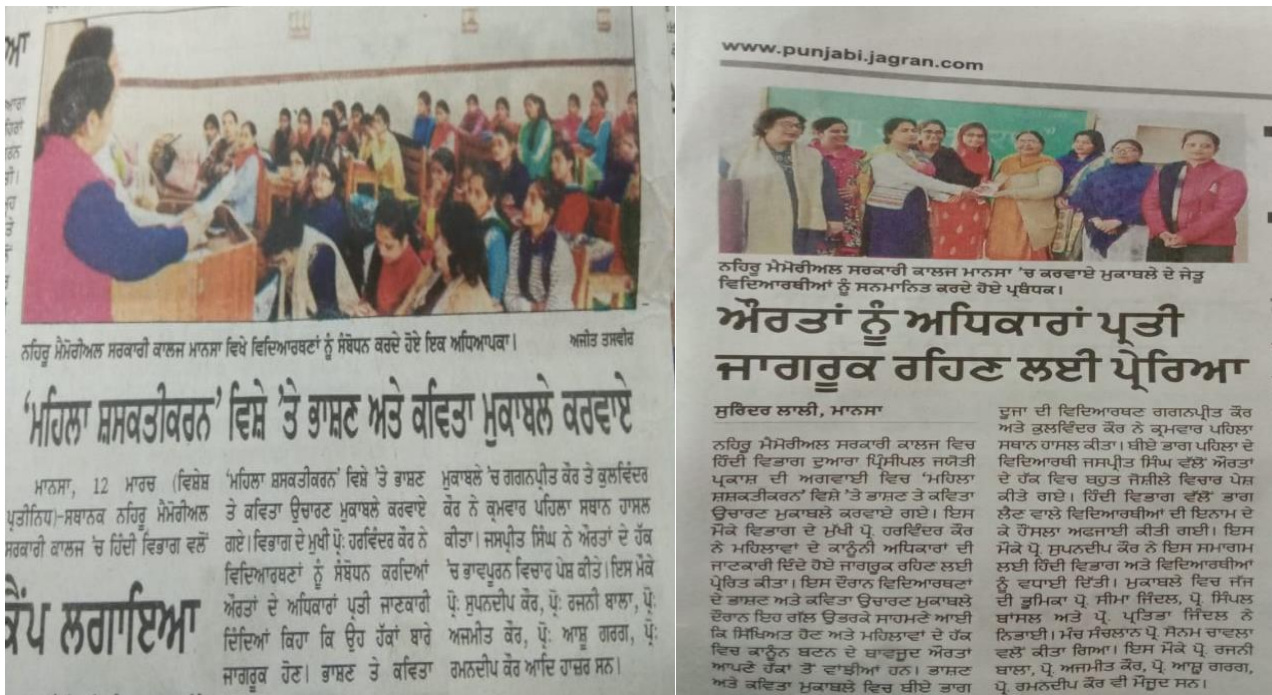 ਨਹਿਰੂ ਮੈਮੋਰੀਅਲ ਸਰਕਾਰੀ ਕਾਲਜ ਮਾਨਸਾ ਵਿਖੇ ਵਿਦਿਆਰਥਣਾਂ ਨੂੰ ਸੰਬੋਧਨ ਕਰਦੇ ਹੋਏ ਇਕ ਅਧਿਆਪਕਾ। ਅਜੀਤ ਤਸਵੀਰ
'ਮਹਿਲਾ ਸ਼ਸਕਤੀਕਰਨ' ਵਿਸ਼ੇ 'ਤੇ ਭਾਸ਼ਣ ਅਤੇ ਕਵਿਤਾ ਮੁਕਾਬਲੇ ਕਰਵਾਏ
ਮਾਨਸਾ, 12 ਮਾਰਚ (ਵਿਸ਼ੇਸ਼
ਪ੍ਰਤੀਨਿਧ)-ਸਥਾਨਕ ਨਹਿਰੂ ਮੈਮੋਰੀਅਲ
ਸਰਕਾਰੀ ਕਾਲਜ 'ਚ ਹਿੰਦੀ ਵਿਭਾਗ ਵਲੋਂ
'ਮਹਿਲਾ ਸ਼ਸਕਤੀਕਰਨ' ਵਿਸ਼ੇ 'ਤੇ ਭਾਸ਼ਣ
ਤੇ ਕਵਿਤਾ ਉਚਾਰਣ ਮੁਕਾਬਲੇ ਕਰਵਾਏ
ਗਏ। ਵਿਭਾਗ ਦੇ ਮੁਖੀ ਪ੍ਰੋ: ਹਰਵਿੰਦਰ ਕੌਰ ਨੇ
ਵਿਦਿਆਰਥਣਾਂ ਨੂੰ ਸੰਬੋਧਨ ਕਰਦਿਆਂ
ਔਰਤਾਂ ਦੇ ਅਧਿਕਾਰਾਂ ਪ੍ਰਤੀ ਜਾਣਕਾਰੀ
ਦਿੰਦਿਆਂ ਕਿਹਾ ਕਿ ਉਹ ਹੱਕਾਂ ਬਾਰੇ
ਜਾਗਰੂਕ ਹੋਣ। ਭਾਸ਼ਣ ਤੇ ਕਵਿਤਾ
ਮੁਕਾਬਲੇ 'ਚ ਗਗਨਪ੍ਰੀਤ ਕੌਰ ਤੇ ਕੁਲਵਿੰਦਰ
ਕੌਰ ਨੇ ਕ੍ਰਮਵਾਰ ਪਹਿਲਾ ਸਥਾਨ ਹਾਸਲ
ਕੀਤਾ। ਜਸਪ੍ਰੀਤ ਸਿੰਘ ਨੇ ਔਰਤਾਂ ਦੇ ਹੱਕ
'ਚ ਭਾਵਪੂਰਨ ਵਿਚਾਰ ਪੇਸ਼ ਕੀਤੇ। ਇਸ ਮੌਕੇ
ਪ੍ਰੋ: ਸੁਪਨਦੀਪ ਕੌਰ, ਪ੍ਰੋ: ਰਜਨੀ ਬਾਲਾ, ਪ੍ਰੋ:
ਅਜਮੀਤ ਕੌਰ, ਪ੍ਰੋ: ਆਸ਼ੂ ਗਰਗ, ਪ੍ਰੋ:
ਰਮਨਦੀਪ ਕੌਰ ਆਦਿ ਹਾਜ਼ਰ ਸਨ।
ਕੈਂਪ ਲਗਾਇਆ
www.punjabi.jagran.com
ਨਹਿਰੂ ਮੈਮੋਰੀਅਲ ਸਰਕਾਰੀ ਕਾਲਜ ਮਾਨਸਾ 'ਚ ਕਰਵਾਏ ਮੁਕਾਬਲੇ ਦੇ ਜੇਤੂ
ਵਿਦਿਆਰਥੀਆਂ ਨੂੰ ਸਨਮਾਨਿਤ ਕਰਦੇ ਹੋਏ ਪ੍ਰਬੰਧਕ।
ਔਰਤਾਂ ਨੂੰ ਅਧਿਕਾਰਾਂ ਪ੍ਰਤੀ
ਜਾਗਰੂਕ ਰਹਿਣ ਲਈ ਪ੍ਰੇਰਿਆ
ਸੁਰਿੰਦਰ ਲਾਲੀ, ਮਾਨਸਾ
ਨਹਿਰੂ ਮੈਮੋਰੀਅਲ ਸਰਕਾਰੀ ਕਾਲਜ ਵਿਚ
ਹਿੰਦੀ ਵਿਭਾਗ ਦੁਆਰਾ ਪ੍ਰਿੰਸੀਪਲ ਜਯੋਤੀ
ਪ੍ਰਕਾਸ਼ ਦੀ ਅਗਵਾਈ ਵਿਚ 'ਮਹਿਲਾ
ਸ਼ਸ਼ਕਤੀਕਰਨ' ਵਿਸ਼ੇ 'ਤੇ ਭਾਸ਼ਣ ਤੇ ਕਵਿਤਾ
ਉਚਾਰਣ ਮੁਕਾਬਲੇ ਕਰਵਾਏ ਗਏ। ਇਸ
ਮੌਕੇ ਵਿਭਾਗ ਦੇ ਮੁੱਖੀ ਪ੍ਰੋ. ਹਰਵਿੰਦਰ ਕੌਰ
ਨੇ ਮਹਿਲਾਵਾਂ ਦੇ ਕਾਨੂੰਨੀ ਅਧਿਕਾਰਾਂ ਦੀ
ਜਾਣਕਾਰੀ ਦਿੰਦੇ ਹੋਏ ਜਾਗਰੂਕ ਰਹਿਣ ਲਈ
ਪ੍ਰੇਰਿਤ ਕੀਤਾ। ਇਸ ਦੌਰਾਨ ਵਿਦਿਆਰਥਣਾਂ
ਦੇ ਭਾਸ਼ਣ ਅਤੇ ਕਵਿਤਾ ਉਚਾਰਣ ਮੁਕਾਬਲੇ
ਦੌਰਾਨ ਇਹ ਗੱਲ ਉਭਰਕੇ ਸਾਹਮਣੇ ਆਈ
ਕਿ ਸਿੱਖਿਅਤ ਹੋਣ ਅਤੇ ਮਹਿਲਾਵਾਂ ਦੇ ਹੱਕ
ਵਿਚ ਕਾਨੂੰਨ ਬਣਨ ਦੇ ਬਾਵਜੂਦ ਔਰਤਾਂ
ਆਪਣੇ ਹੱਕਾਂ ਤੋਂ ਵਾਂਝੀਆਂ ਹਨ। ਭਾਸ਼ਣ
ਅਤੇ ਕਵਿਤਾ ਮੁਕਾਬਲੇ ਵਿਚ ਬੀਏ ਭਾਗ
ਦੂਜਾ ਦੀ ਵਿਦਿਆਰਥਣ ਗਗਨਪ੍ਰੀਤ ਕੌਰ
ਅਤੇ ਕੁਲਵਿੰਦਰ ਕੌਰ ਨੇ ਕ੍ਰਮਵਾਰ ਪਹਿਲਾ
ਸਥਾਨ ਹਾਸਲ ਕੀਤਾ। ਬੀਏ ਭਾਗ ਪਹਿਲਾ ਦੇ
ਵਿਦਿਆਰਥੀ ਜਸਪ੍ਰੀਤ ਸਿੰਘ ਵੱਲੋਂ ਔਰਤਾਂ
ਦੇ ਹੱਕ ਵਿਚ ਬਹੁਤ ਜੋਸ਼ੀਲੇ ਵਿਚਾਰ ਪੇਸ਼
ਕੀਤੇ ਗਏ। ਹਿੰਦੀ ਵਿਭਾਗ ਵੱਲੋਂ ਭਾਗ
ਲੈਣ ਵਾਲੇ ਵਿਦਿਆਰਥੀਆਂ ਦੀ ਇਨਾਮ ਦੇ
ਕੇ ਹੌਂਸਲਾ ਅਫਜਾਈ ਕੀਤੀ ਗਈ। ਇਸ
ਮੌਕੇ ਪ੍ਰੋ. ਸੁਪਨਦੀਪ ਕੌਰ ਨੇ ਇਸ ਸਮਾਗਮ
ਲਈ ਹਿੰਦੀ ਵਿਭਾਗ ਅਤੇ ਵਿਦਿਆਰਥੀਆਂ
ਨੂੰ ਵਧਾਈ ਦਿੱਤੀ। ਮੁਕਾਬਲੇ ਵਿਚ ਜੱਜ
ਦੀ ਭੂਮਿਕਾ ਪ੍ਰੋ. ਸੀਮਾ ਜਿੰਦਲ, ਪ੍ਰੋ. ਸਿੰਪਲ
ਬਾਂਸਲ ਅਤੇ ਪ੍ਰੋ. ਪ੍ਰਤਿਭਾ ਜਿੰਦਲ ਨੇ
ਨਿਭਾਈ। ਮੰਚ ਸੰਚਲਾਨ ਪ੍ਰੋ. ਸੋਨਮ ਚਾਵਲਾ
ਵਲੋਂ ਕੀਤਾ ਗਿਆ। ਇਸ ਮੌਕੇ ਪ੍ਰੋ. ਰਜਨੀ
ਬਾਲਾ, ਪ੍ਰੋ. ਅਜਮੀਤ ਕੌਰ, ਪ੍ਰੋ. ਆਸ਼ੂ ਗਰਗ,
ਪ੍ਰੋ. ਰਮਨਦੀਪ ਕੌਰ ਵੀ ਮੌਜੂਦ ਸਨ।